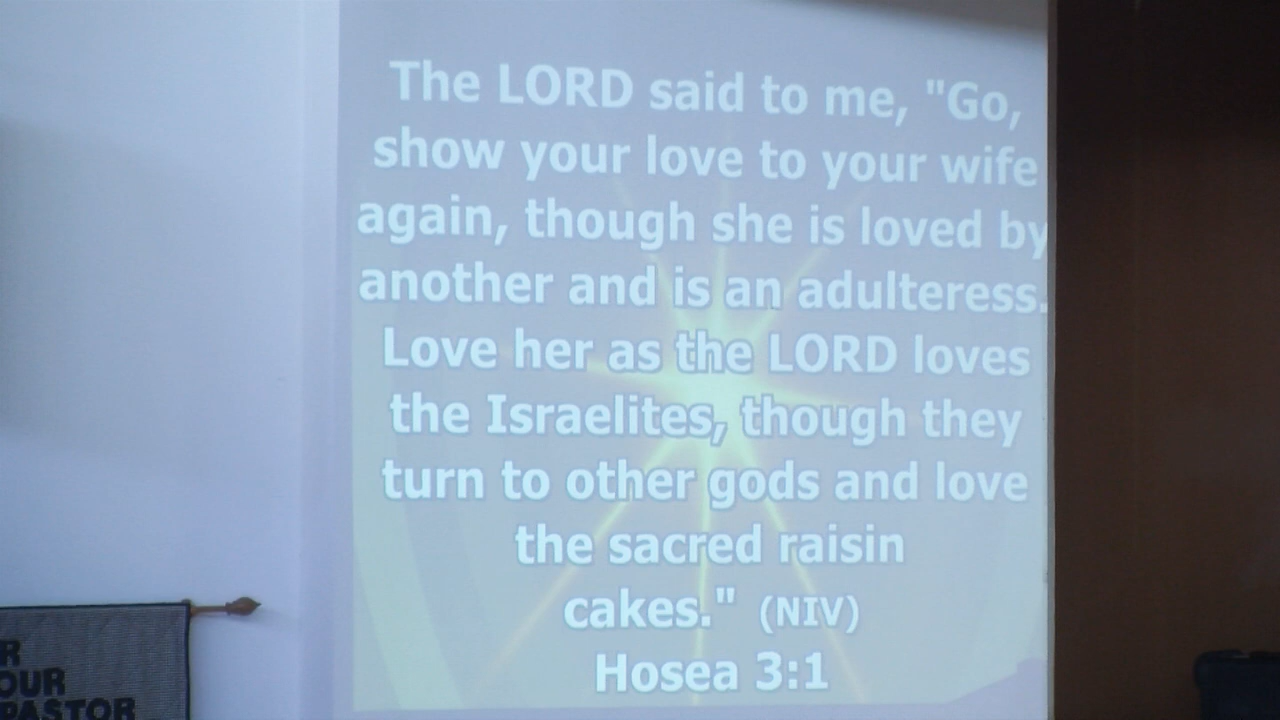 The LORD said to me, "Go,
show your love to your wife
again, though she is loved by
another and is an adulteress.
Love her as the LORD loves
the Israelites, though they
turn to other gods and love
the sacred raisin
cakes." (NIV)
Hosea 3:1
R
OUR
PASTOR